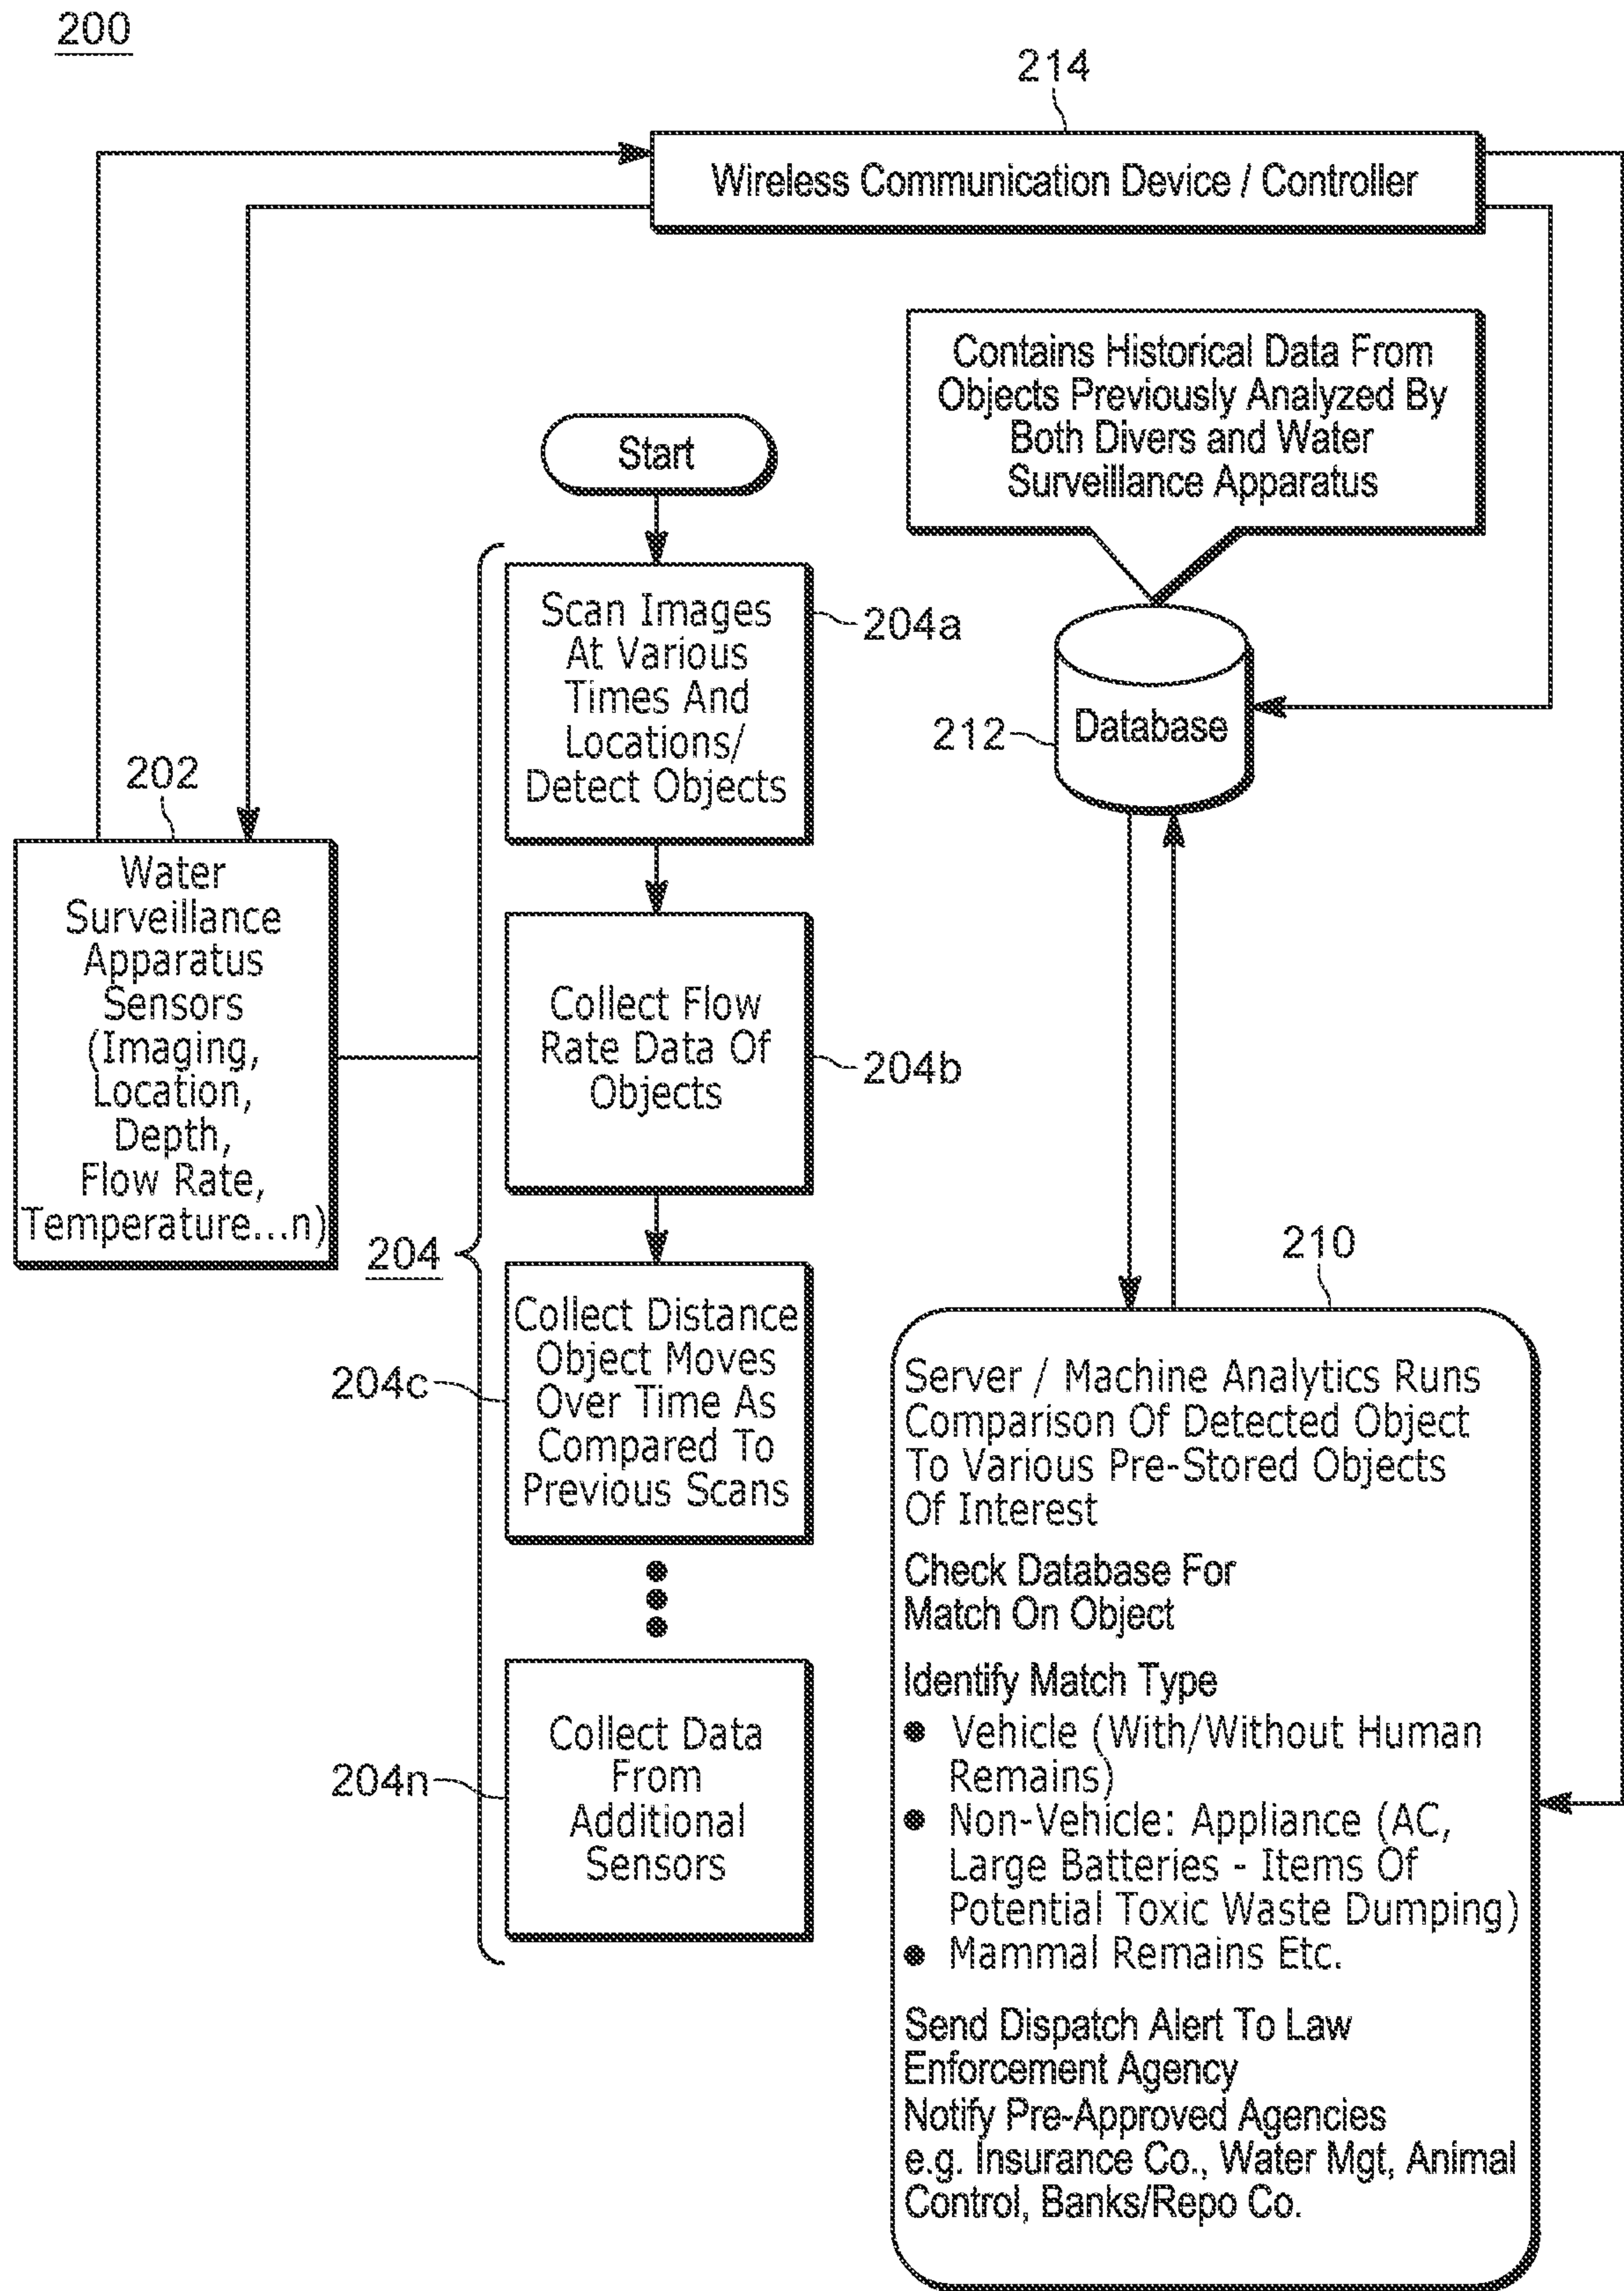 200
214
Wireless Communication Device / Controller
Contains Historical Data From
Objects Previously Analyzed By
Both Divers and Water
Surveillance Apparatus
Start
Scan Images
At Various
Times And
Locations/
Detect Objects
204a
212
Database
202
Water
Surveillance
Apparatus
Sensors
(Imaging,
Location,
Depth,
Flow Rate,
Temperature...n)
Collect Flow
Rate Data Of
Objects
204b
204
Collect Distance
Object Moves
Over Time As
Compared To
Previous Scans
204c
Collect Data
From
Additional
Sensors
204n
210
Server / Machine Analytics Runs
Comparison Of Detected Object
To Various Pre-Stored Objects
Of Interest
Check Database For
Match On Object
Identify Match Type
● Vehicle (With/Without Human
Remains)
● Non-Vehicle: Appliance (AC,
Large Batteries - Items Of
Potential Toxic Waste Dumping)
● Mammal Remains Etc.
Send Dispatch Alert To Law
Enforcement Agency
Notify Pre-Approved Agencies
e.g. Insurance Co., Water Mgt, Animal
Control, Banks/Repo Co.